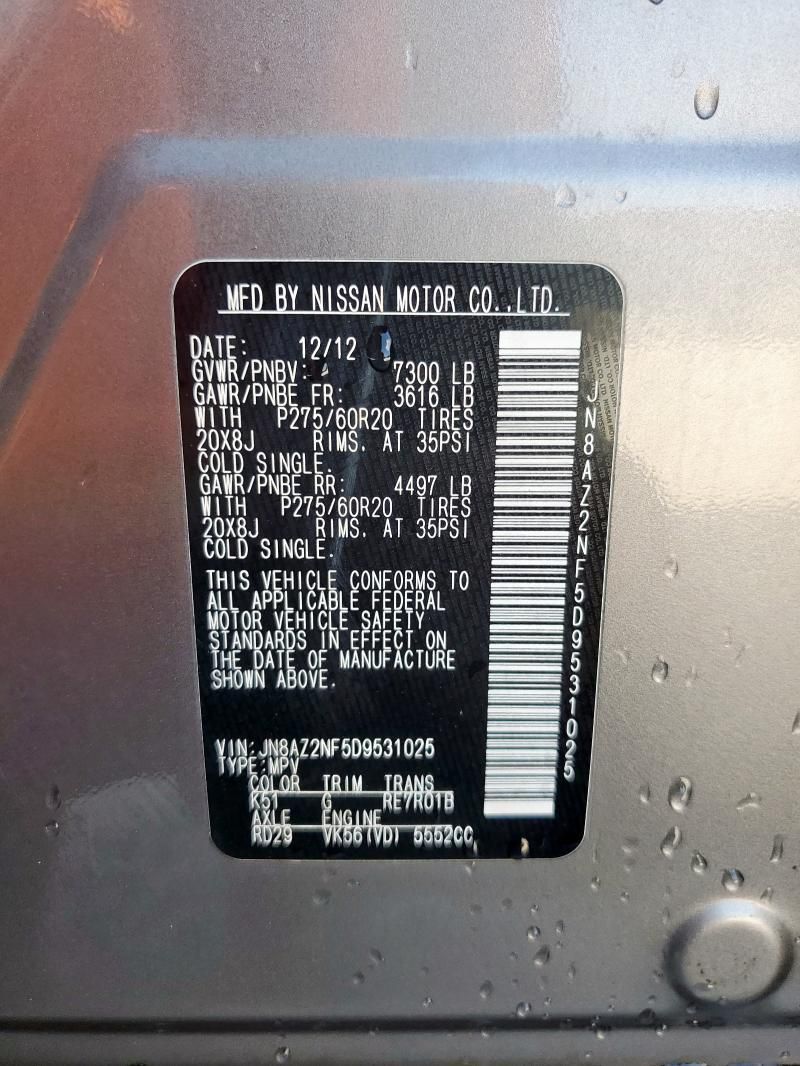 MFD BY NISSAN MOTOR CO.,LTD.
DATE: 12/12
GVWR/PNBV: 7300 LB
GAWR/PNBE FR: 3616 LB
WITH P275/60R20 TIRES
20X8J RIMS. AT 35PSI
COLD SINGLE.
GAWR/PNBE RR: 4497 LB
WITH P275/60R20 TIRES
20X8J RIMS. AT 35PSI
COLD SINGLE.
THIS VEHICLE CONFORMS TO
ALL APPLICABLE FEDERAL
MOTOR VEHICLE SAFETY
STANDARDS IN EFFECT ON
THE DATE OF MANUFACTURE
SHOWN ABOVE.
VIN:JN8AZ2NF5D9531025
TYPE:MPV
COLOR TRIM TRANS
K51 G RE7R01B
AXLE ENGINE
RD29 VK56(VD) 5552CC
JN8AZ2NF5D9531025